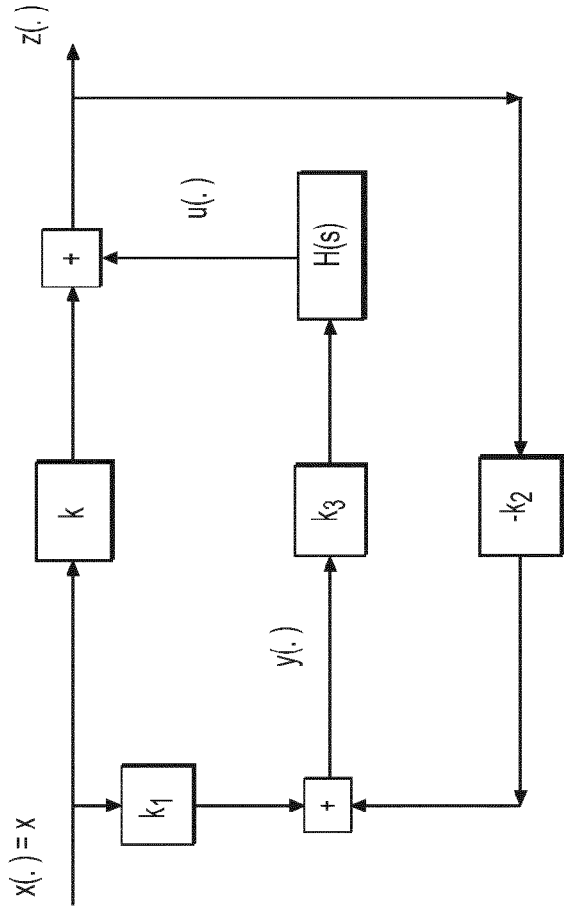 x(.) = x
k
+
z(.)
k1
u(.)
y(.)
+
k3
H(s)
-k2